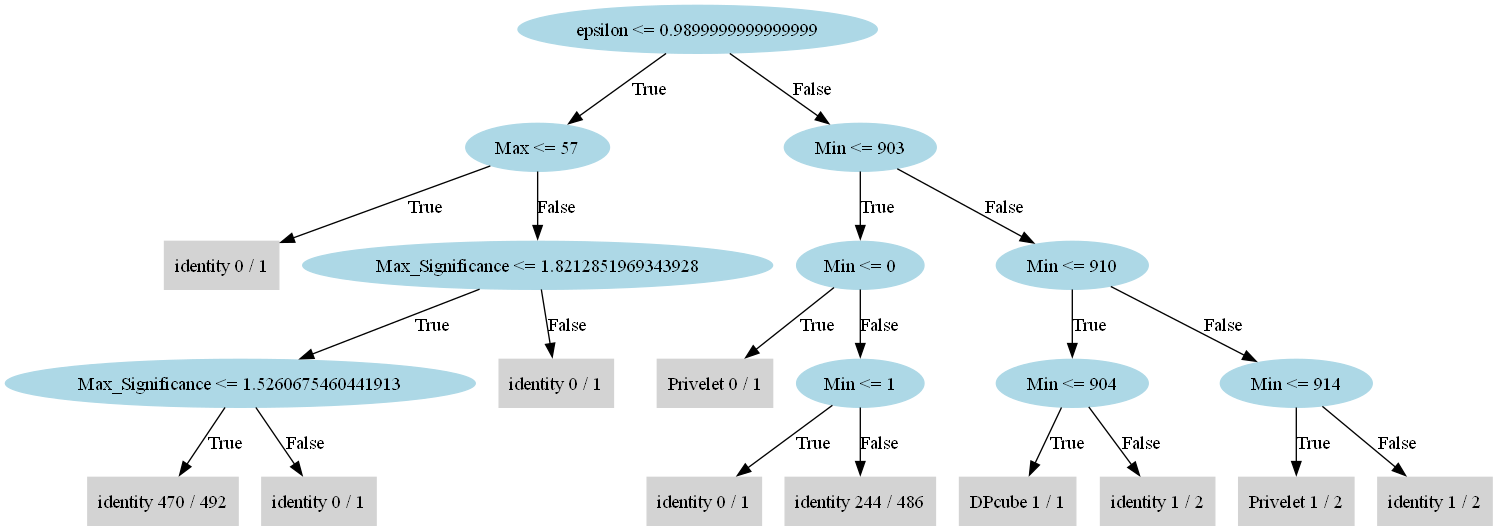 epsilon <= 0.9899999999999999
True
False
Max <= 57
Min <= 903
True
False
True
False
identity 0 / 1
Max_Significance <= 1.8212851969343928
Min <= 0
Min <= 910
True
False
True
False
True
False
Max_Significance <= 1.5260675460441913
identity 0 / 1
Privelet 0 / 1
Min <= 1
Min <= 904
Min <= 914
True
False
True
False
True
False
True
False
identity 470 / 492
identity 0 / 1
identity 0 / 1
identity 244 / 486
DPcube 1 / 1
identity 1 / 2
Privelet 1 / 2
identity 1 / 2